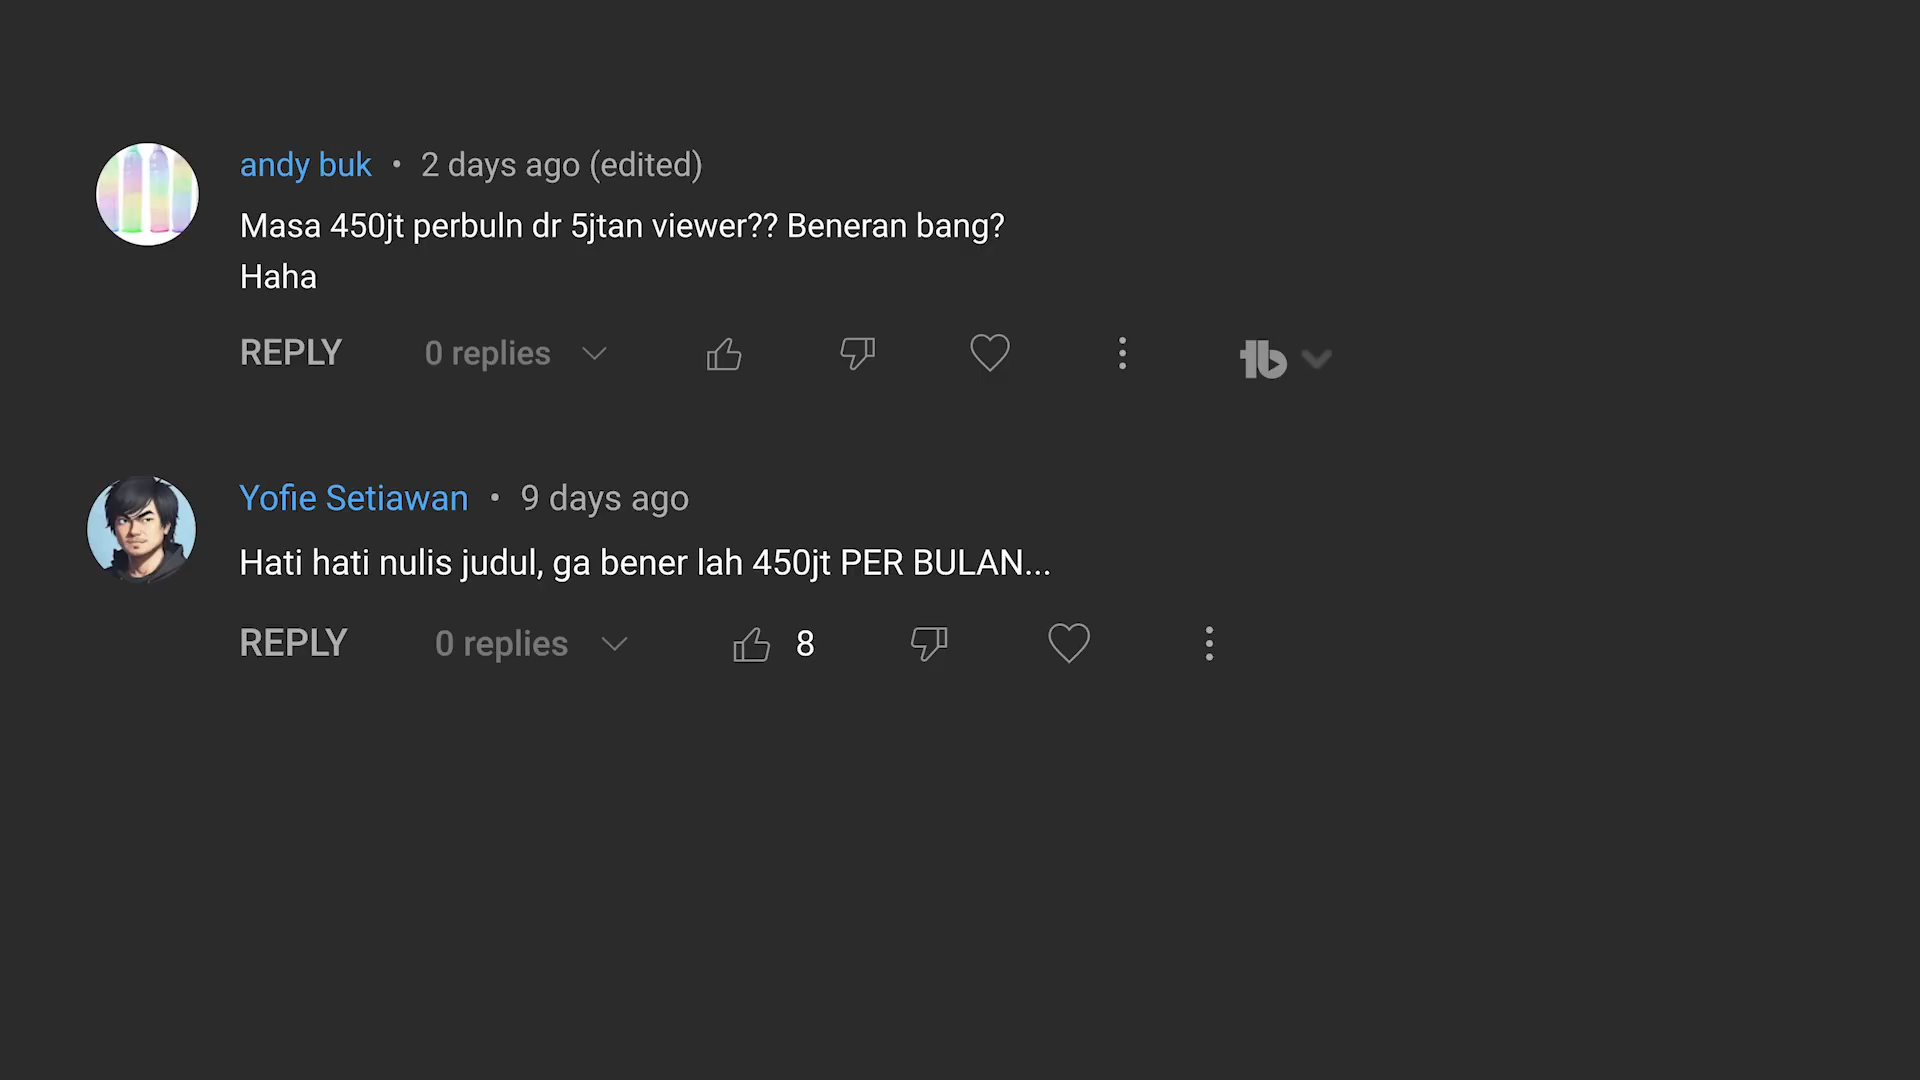 andy buk • 2 days ago (edited)
Masa 450jt perbuln dr 5jtan viewer?? Beneran bang?
Haha
REPLY 0 replies
Yofie Setiawan • 9 days ago
Hati hati nulis judul, ga bener lah 450jt PER BULAN...
REPLY 0 replies 8